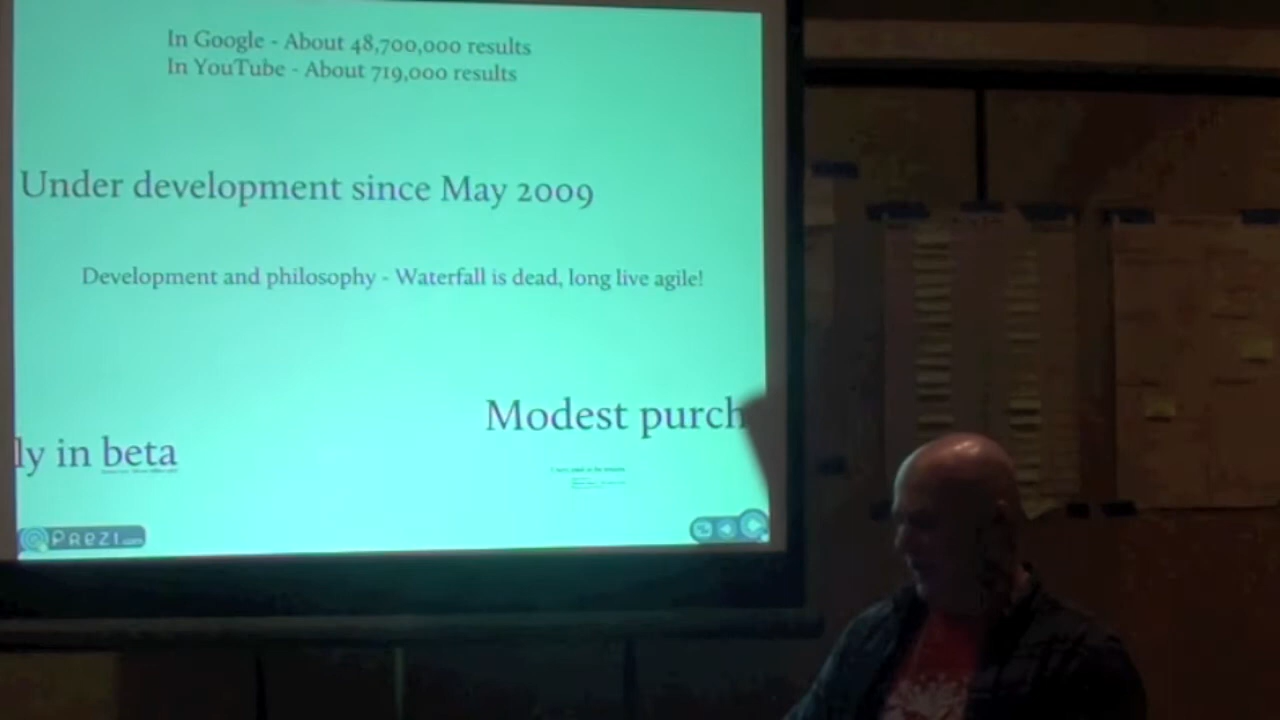 In Google - About 48,700,000 results
In YouTube - About 719,000 results
Under development since May 2009
Development and philosophy - Waterfall is dead, long live agile!
Modest purch
ly in beta
Prezi.com